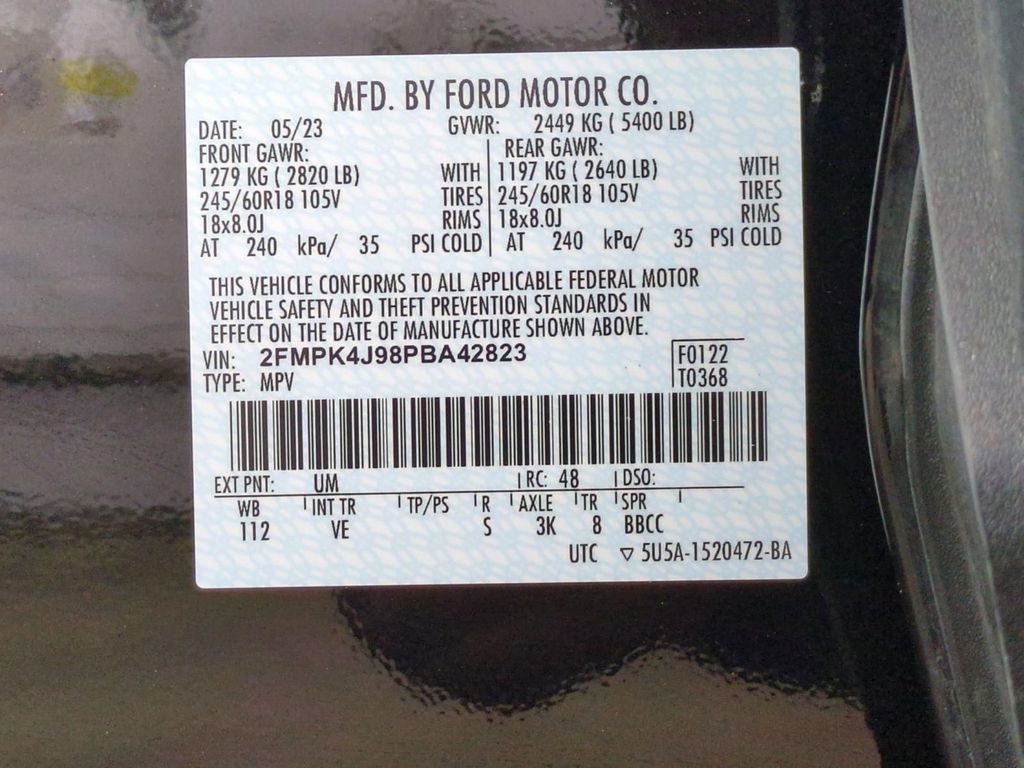 MFD. BY FORD MOTOR CO.
DATE: 05/23 GVWR: 2449 KG ( 5400 LB)
FRONT GAWR: REAR GAWR:
1279 KG ( 2820 LB) WITH 1197 KG ( 2640 LB) WITH
245/60R18 105V TIRES 245/60R18 105V TIRES
18x8.0J RIMS 18x8.0J RIMS
AT 240 kPa/ 35 PSI COLD AT 240 kPa/ 35 PSI COLD
THIS VEHICLE CONFORMS TO ALL APPLICABLE FEDERAL MOTOR
VEHICLE SAFETY AND THEFT PREVENTION STANDARDS IN
EFFECT ON THE DATE OF MANUFACTURE SHOWN ABOVE.
VIN: 2FMPK4J98PBA42823 F0122
TYPE: MPV T0368
EXT PNT: UM RC: 48 DSO:
WB INT TR TP/PS R AXLE TR SPR
112 VE S 3K 8 BBCC
UTC ▽ 5U5A-1520472-BA